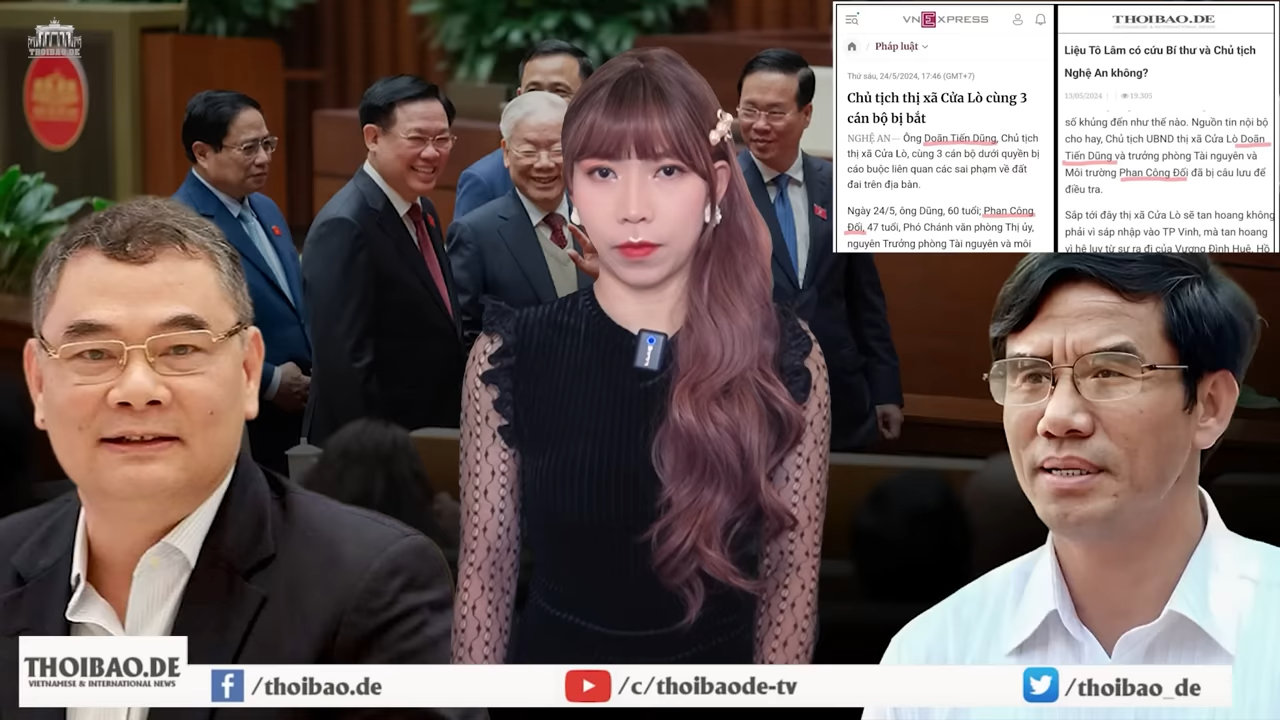 THOIBAO.DE
VNEXPRESS
Pháp luật
Thứ sáu, 24/5/2024, 17:46 (GMT+7)
Chủ tịch thị xã Cửa Lò cùng 3
cán bộ bị bắt
NGHỆ AN — Ông Doãn Tiến Dũng, Chủ tịch
thị xã Cửa Lò, cùng 3 cán bộ dưới quyền bị
cáo buộc liên quan các sai phạm về đất
đai trên địa bàn.
Ngày 24/5, ông Dũng, 60 tuổi; Phan Công
Đối, 47 tuổi, Phó Chánh văn phòng Thị ủy,
nguyên Trưởng phòng Tài nguyên và môi
THOIBAO.DE
Liệu Tô Lâm có cứu Bí thư và Chủ tịch
Nghệ An không?
13/05/2024 19.305
số khủng đến như thế nào. Nguồn tin nội bộ
cho hay, Chủ tịch UBND thị xã Cửa Lò Doãn
Tiến Dũng và trưởng phòng Tài nguyên và
Môi trường Phan Công Đối đã bị câu lưu để
điều tra.
Sắp tới đây thị xã Cửa Lò sẽ tan hoang không
phải vì sáp nhập vào TP Vinh, mà tan hoang
vì hệ lụy từ sự ra đi của Vương Đình Huệ. Hồ
THOIBAO.DE
VIETNAMESE & INTERNATIONAL NEWS
/thoibao.de
/c/thoibaode-tv
/thoibao_de